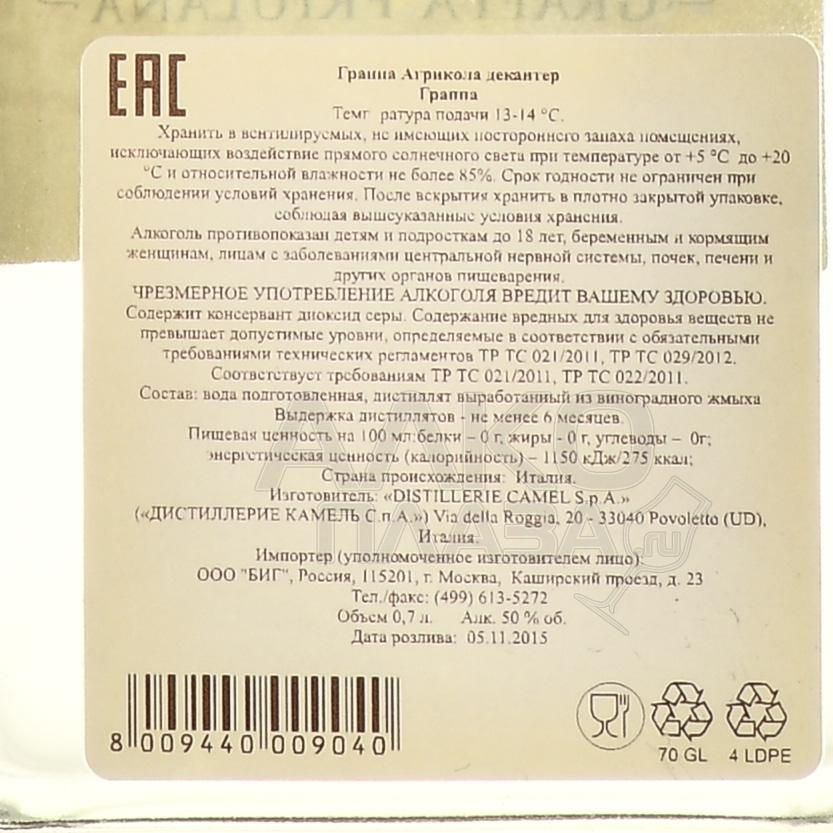 GRAPPA FRIULANA
EAC
Граппа Агрикола декантер
Граппа
Темп ратура подачи 13-14 °С.
Хранить в вентилируемых, не имеющих постороннего запаха помещениях,
исключающих воздействие прямого солнечного света при температуре от +5 °С до +20
°С и относительной влажности не более 85%. Срок годности не ограничен при
соблюдении условий хранения. После вскрытия хранить в плотно закрытой упаковке,
соблюдая вышеуказанные условия хранения.
Алкоголь противопоказан детям и подросткам до 18 лет, беременным и кормящим
женщинам, лицам с заболеваниями центральной нервной системы, почек, печени и
других органов пищеварения.
ЧРЕЗМЕРНОЕ УПОТРЕБЛЕНИЕ АЛКОГОЛЯ ВРЕДИТ ВАШЕМУ ЗДОРОВЬЮ.
Содержит консервант диоксид серы. Содержание вредных для здоровья веществ не
превышает допустимые уровни, определяемые в соответствии с обязательными
требованиями технических регламентов ТР ТС 021/2011, ТР ТС 029/2012.
Соответствует требованиям ТР ТС 021/2011, ТР ТС 022/2011.
Состав: вода подготовленная, дистиллят выработанный из виноградного жмыха
Выдержка дистиллятов - не менее 6 месяцев.
Пищевая ценность на 100 мл:белки – 0 г, жиры - 0 г, углеводы – 0г;
энергетическая ценность (калорийность) – 1150 кДж/275 ккал;
Страна происхождения: Италия.
Изготовитель: «DISTILLERIE CAMEL S.p.A.»
(«ДИСТИЛЛЕРИЕ КАМЕЛЬ С.п.А.») Via della Roggia, 20 - 33040 Povoletto (UD),
Италия.
Импортер (уполномоченное изготовителем лицо):
ООО "БИГ", Россия, 115201, г. Москва, Каширский проезд, д. 23
Тел./факс: (499) 613-5272
Объем 0,7 л. Алк. 50 % об.
Дата розлива: 05.11.2015
АЛКО
ПЛАЗА.ru
8 009440 009040
70 GL 4 LDPE